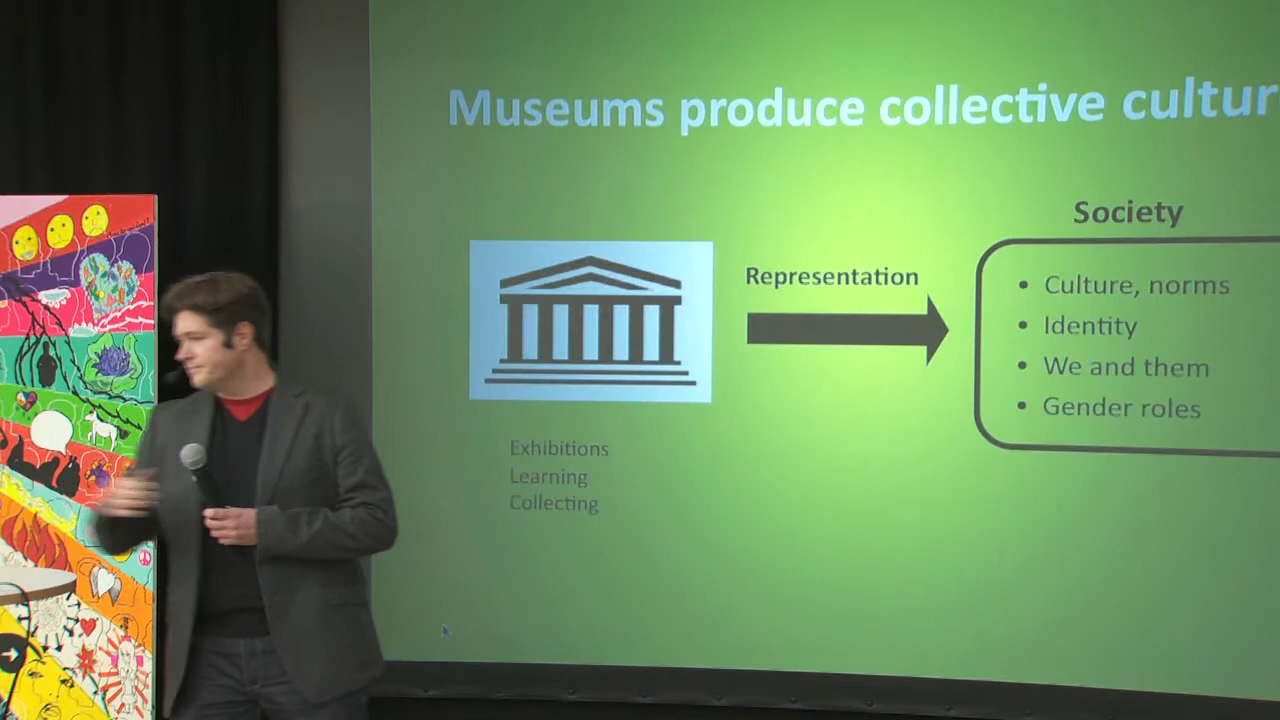 Museums produce collective cultur
Society
Representation
• Culture, norms
• Identity
• We and them
• Gender roles
Exhibitions
Learning
Collecting